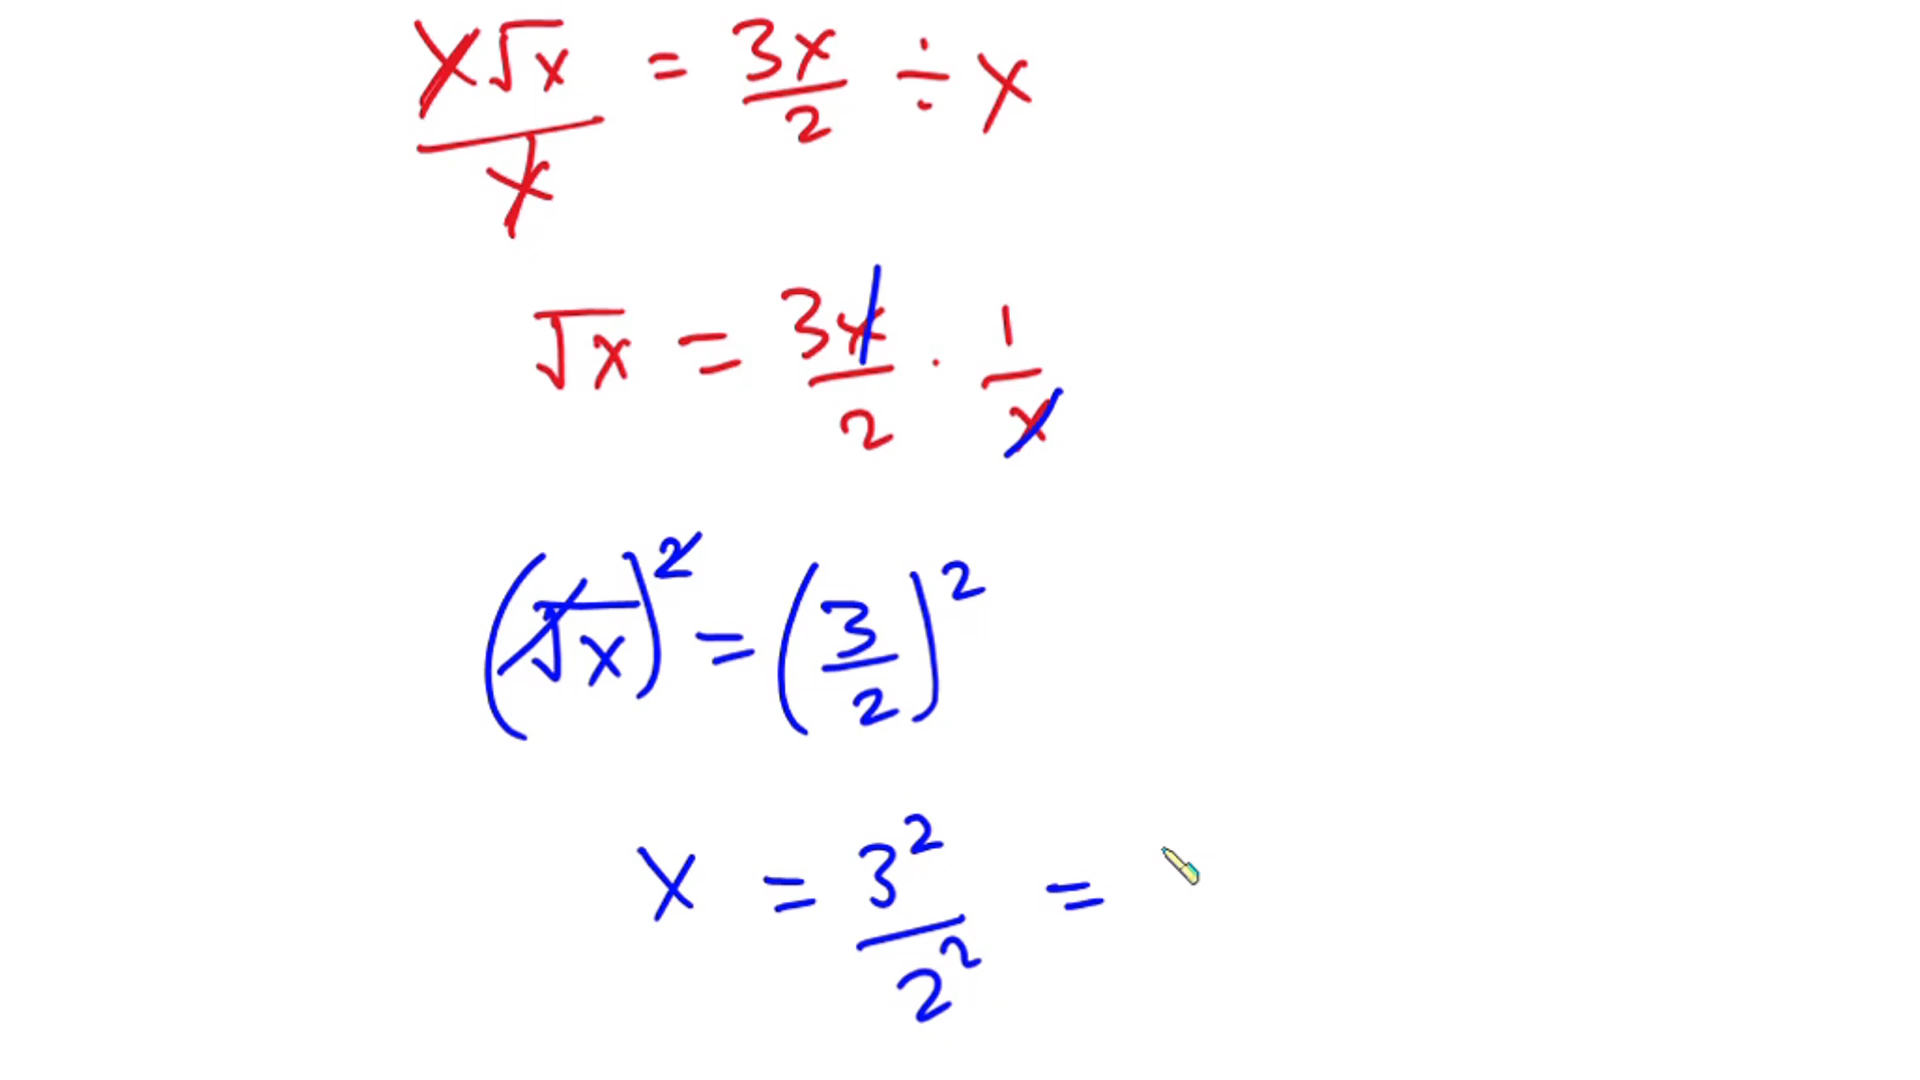 x√x / x = 3x/2 ÷ x
√x = 3x/2 · 1/x
(√x)² = (3/2)²
x = 3²/2² =